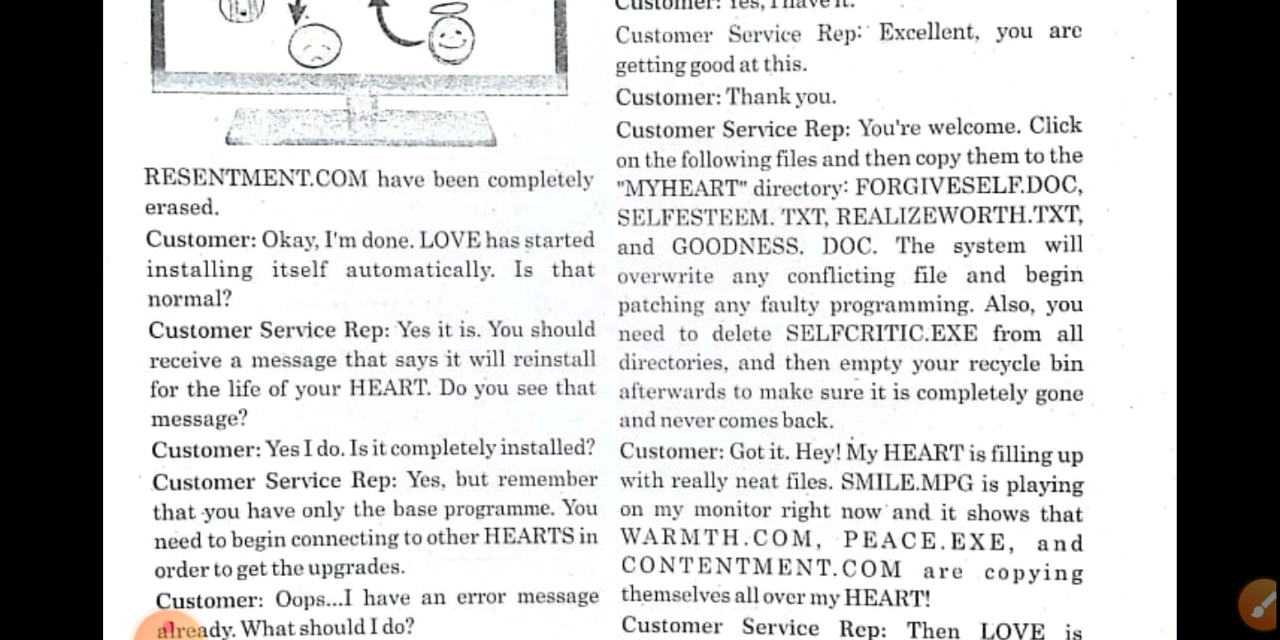 RESENTMENT.COM have been completely
erased.
Customer: Okay, I'm done. LOVE has started
installing itself automatically. Is that
normal?
Customer Service Rep: Yes it is. You should
receive a message that says it will reinstall
for the life of your HEART. Do you see that
message?
Customer: Yes I do. Is it completely installed?
Customer Service Rep: Yes, but remember
that you have only the base programme. You
need to begin connecting to other HEARTS in
order to get the upgrades.
Customer: Oops...I have an error message
already. What should I do?
Customer: Yes, I have it.
Customer Service Rep: Excellent, you are
getting good at this.
Customer: Thank you.
Customer Service Rep: You're welcome. Click
on the following files and then copy them to the
"MYHEART" directory: FORGIVESELF.DOC,
SELFESTEEM. TXT, REALIZEWORTH.TXT,
and GOODNESS. DOC. The system will
overwrite any conflicting file and begin
patching any faulty programming. Also, you
need to delete SELFCRITIC.EXE from all
directories, and then empty your recycle bin
afterwards to make sure it is completely gone
and never comes back.
Customer: Got it. Hey! My HEART is filling up
with really neat files. SMILE.MPG is playing
on my monitor right now and it shows that
WARMTH.COM, PEACE.EXE, and
CONTENTMENT.COM are copying
themselves all over my HEART!
Customer Service Rep: Then LOVE is